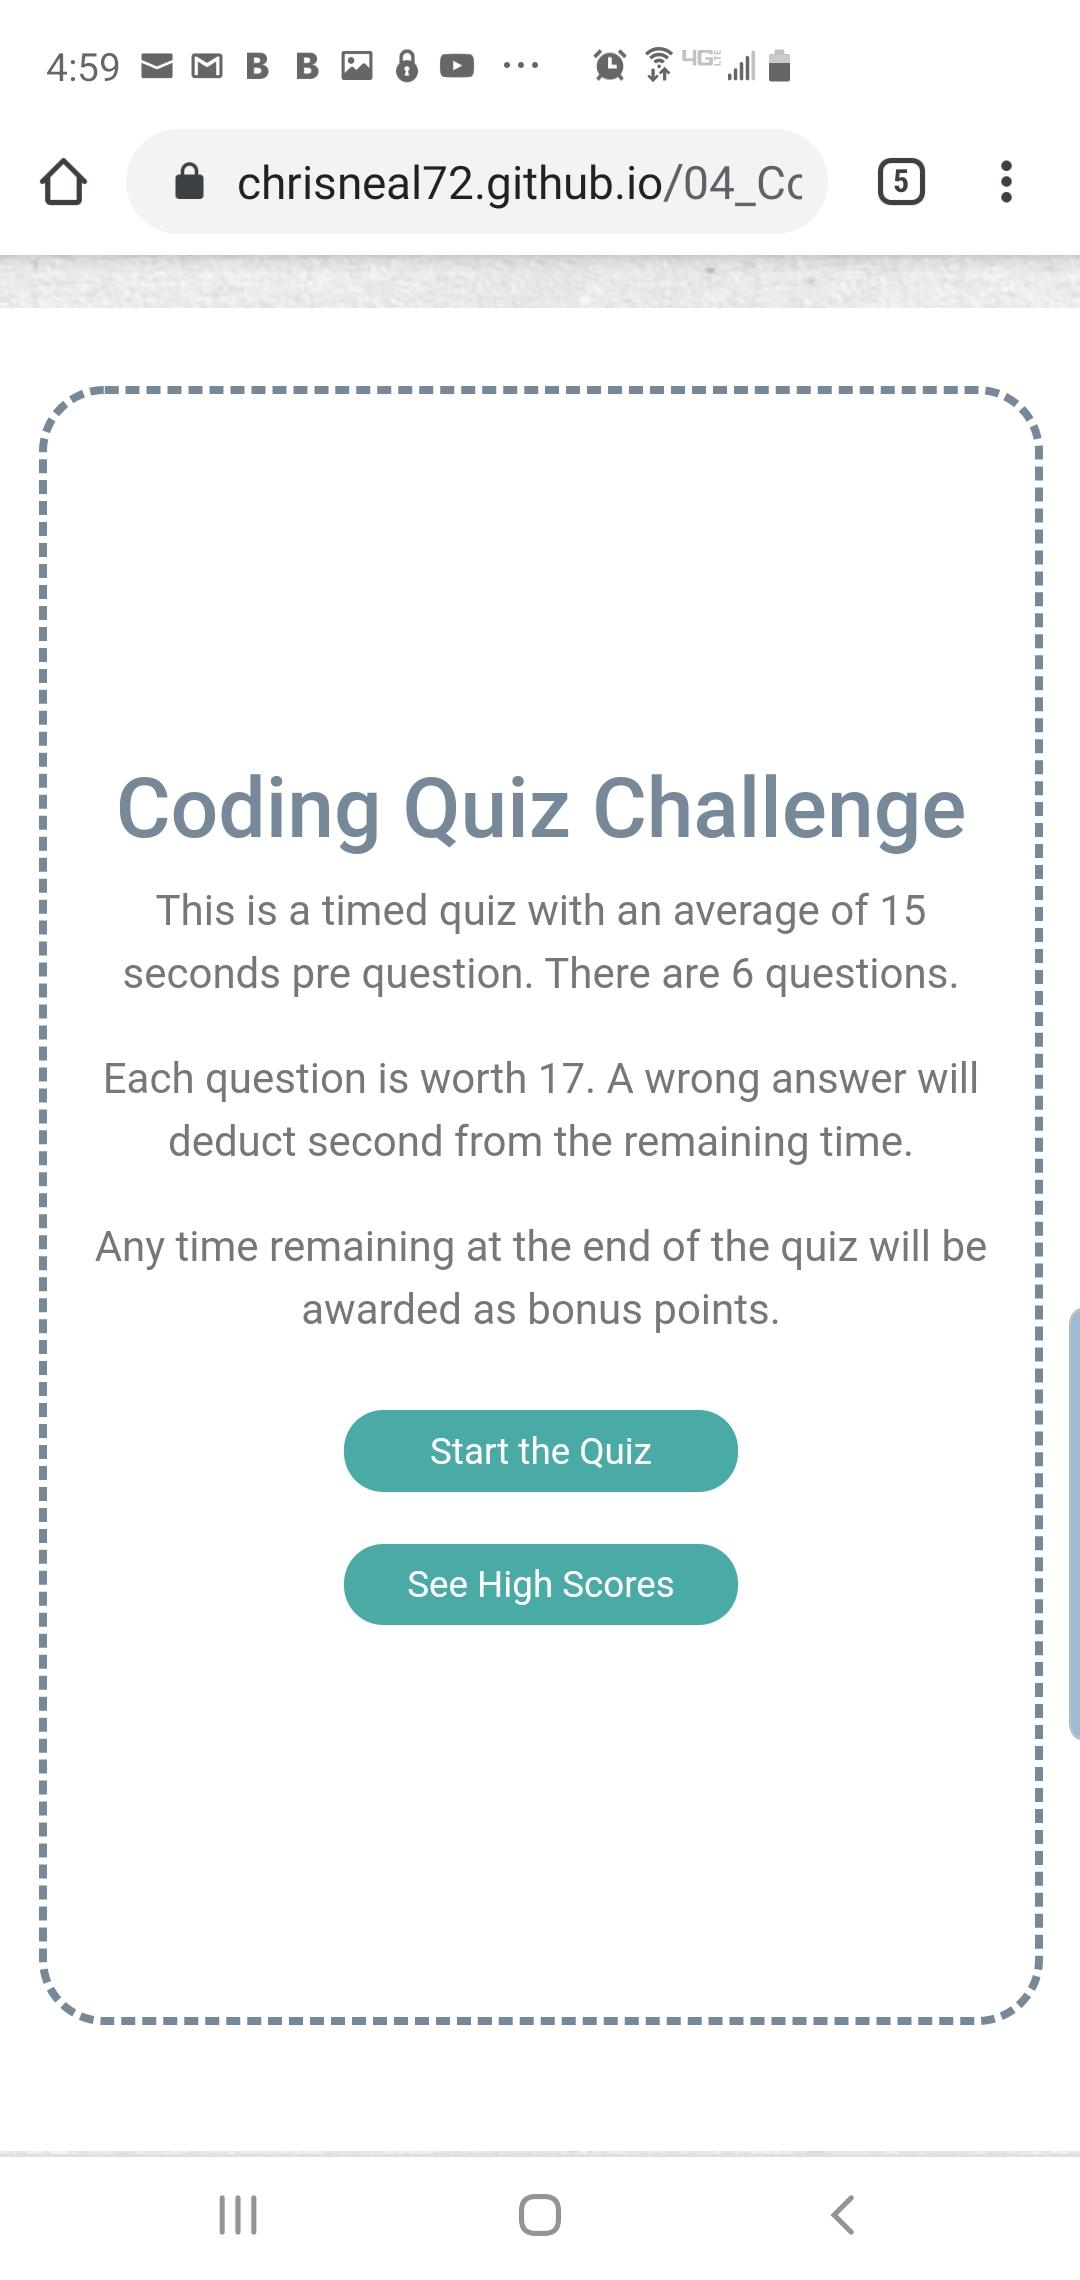 4:59
B B
4G LTE
chrisneal72.github.io/04_Co
5
Coding Quiz Challenge
This is a timed quiz with an average of 15
seconds pre question. There are 6 questions.
Each question is worth 17. A wrong answer will
deduct second from the remaining time.
Any time remaining at the end of the quiz will be
awarded as bonus points.
Start the Quiz
See High Scores